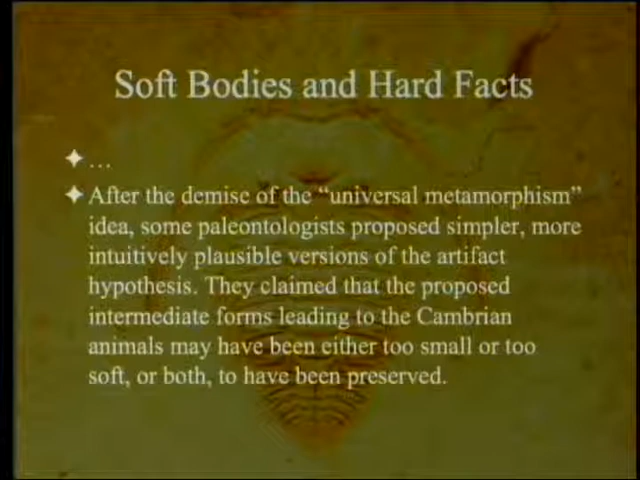 Soft Bodies and Hard Facts
…
After the demise of the “universal metamorphism”
idea, some paleontologists proposed simpler, more
intuitively plausible versions of the artifact
hypothesis. They claimed that the proposed
intermediate forms leading to the Cambrian
animals may have been either too small or too
soft, or both, to have been preserved.